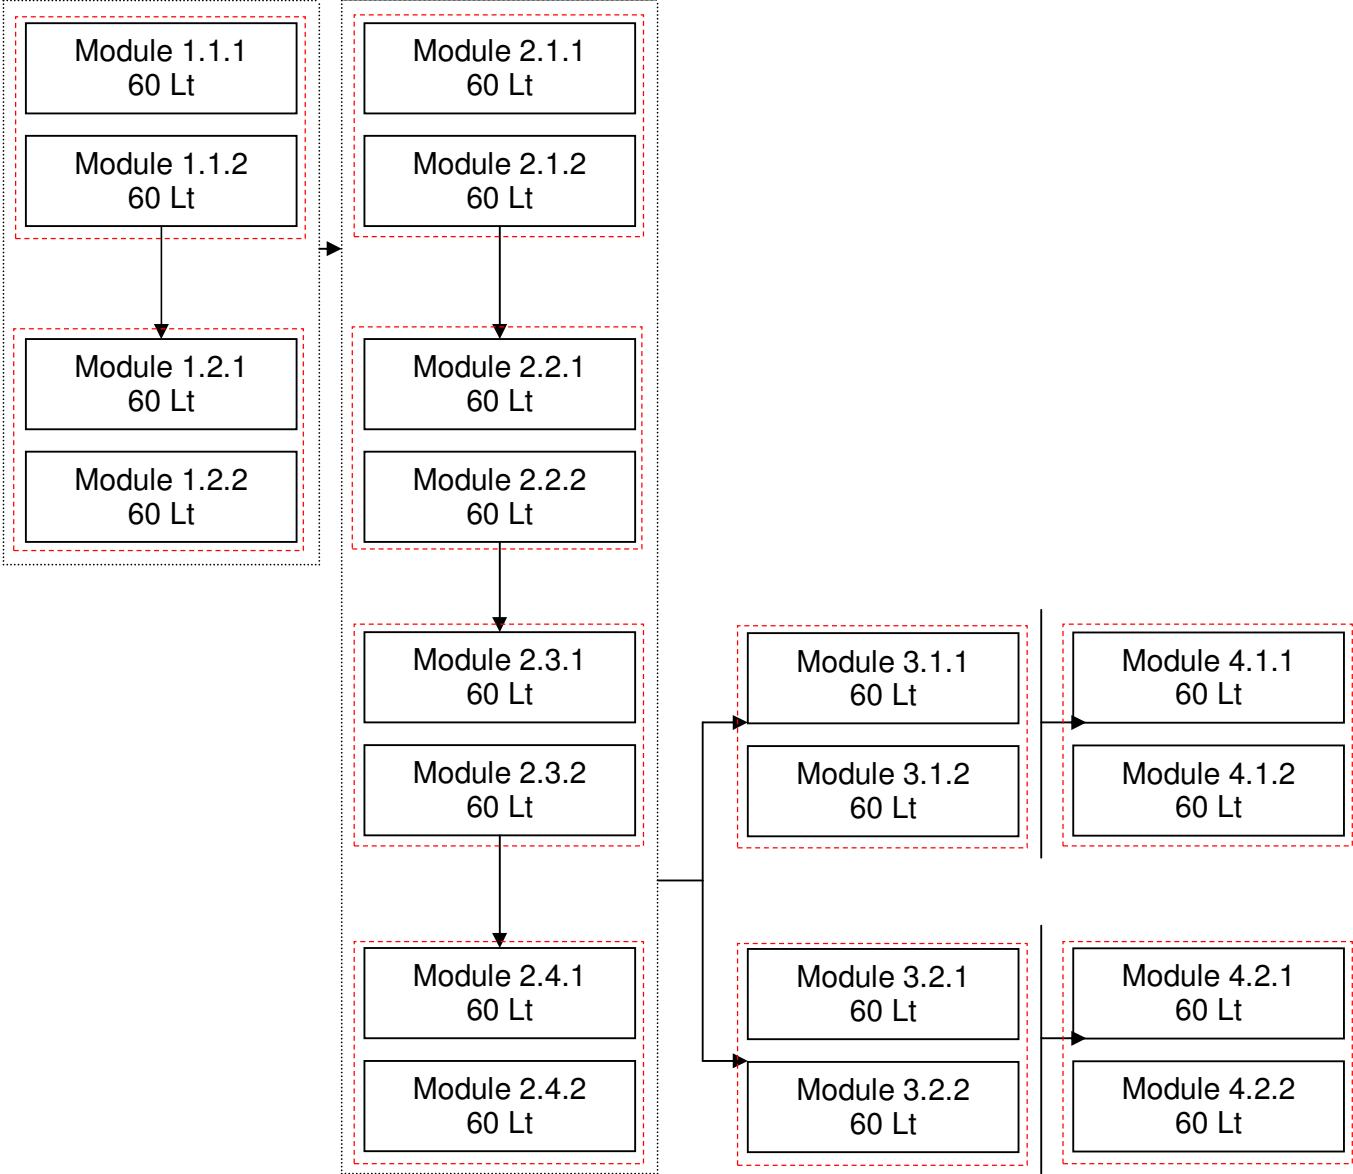 Module 1.1.1
60 Lt
Module 1.1.2
60 Lt
Module 1.2.1
60 Lt
Module 1.2.2
60 Lt
Module 2.1.1
60 Lt
Module 2.1.2
60 Lt
Module 2.2.1
60 Lt
Module 2.2.2
60 Lt
Module 2.3.1
60 Lt
Module 2.3.2
60 Lt
Module 2.4.1
60 Lt
Module 2.4.2
60 Lt
Module 3.1.1
60 Lt
Module 3.1.2
60 Lt
Module 3.2.1
60 Lt
Module 3.2.2
60 Lt
Module 4.1.1
60 Lt
Module 4.1.2
60 Lt
Module 4.2.1
60 Lt
Module 4.2.2
60 Lt